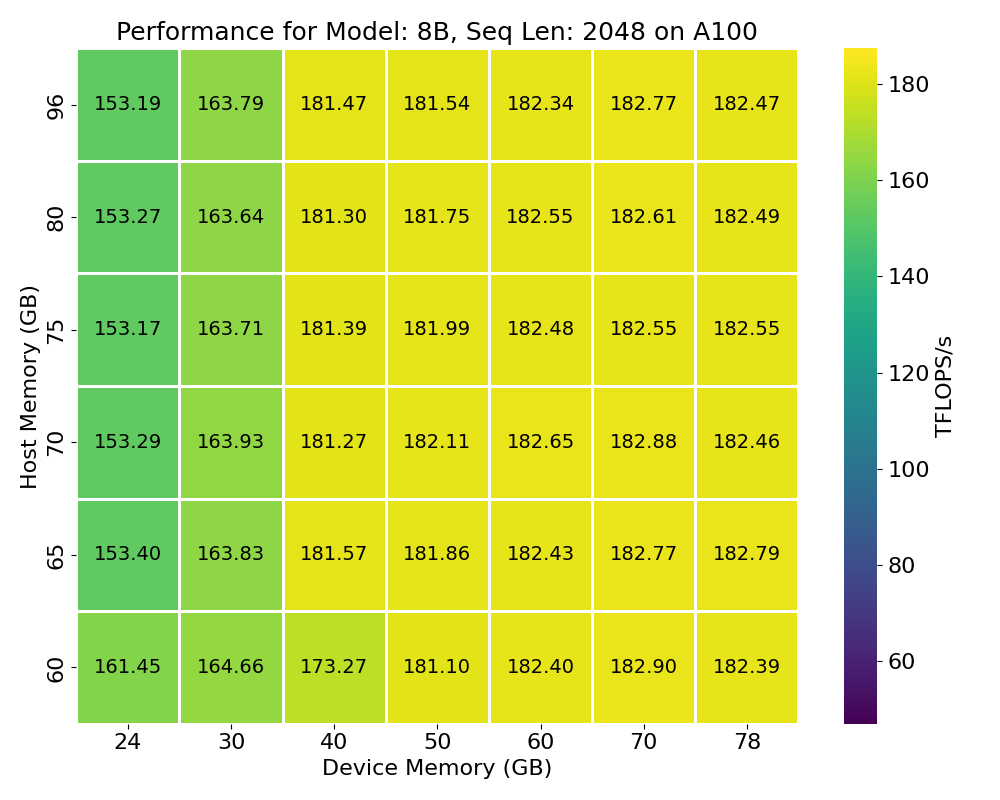 Performance for Model: 8B, Seq Len: 2048 on A100
96 153.19 163.79 181.47 181.54 182.34 182.77 182.47
80 153.27 163.64 181.30 181.75 182.55 182.61 182.49
75 153.17 163.71 181.39 181.99 182.48 182.55 182.55
70 153.29 163.93 181.27 182.11 182.65 182.88 182.46
65 153.40 163.83 181.57 181.86 182.43 182.77 182.79
60 161.45 164.66 173.27 181.10 182.40 182.90 182.39
24 30 40 50 60 70 78
Device Memory (GB)
Host Memory (GB)
180
160
140
120
100
80
60
TFLOPS/s